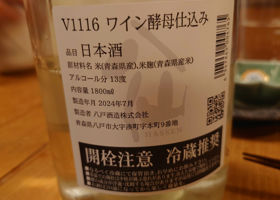 V1116 ワイン酵母仕込み
品目 日本酒
原材料名 米(青森県産)、米麹(青森県産米)
アルコール分 13度
内容量 1800ml
製造年月 2024年7月
製造者 八戸酒造株式会社
青森県八戸市大字湊町字本町9番地
HASSEN
開栓注意 冷蔵推奨